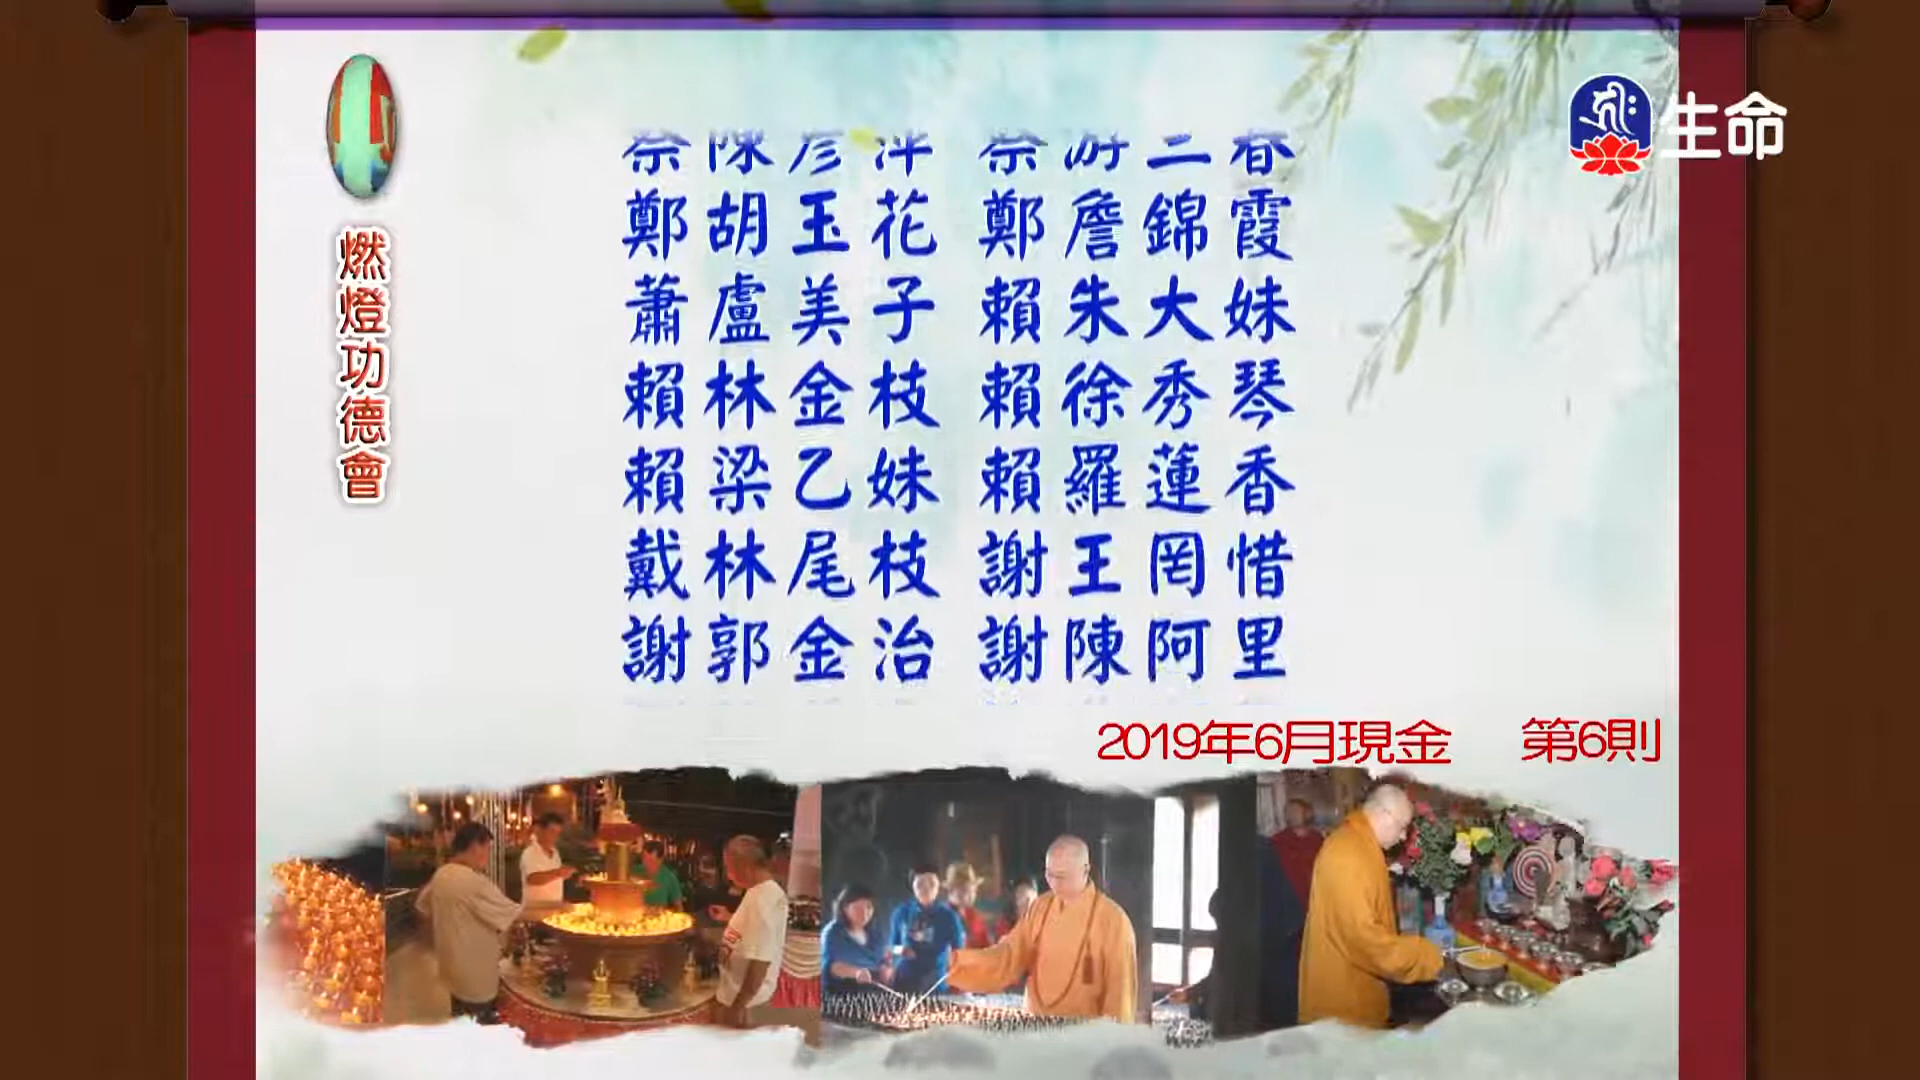 生命
燃燈功德會
鄭胡玉花 鄭詹錦霞
蕭盧美子 賴朱大妹
賴林金枝 賴徐秀琴
賴梁乙妹 賴羅蓮香
戴林尾枝 謝王罔惜
謝郭金治 謝陳阿里
2019年6月現金 第6則